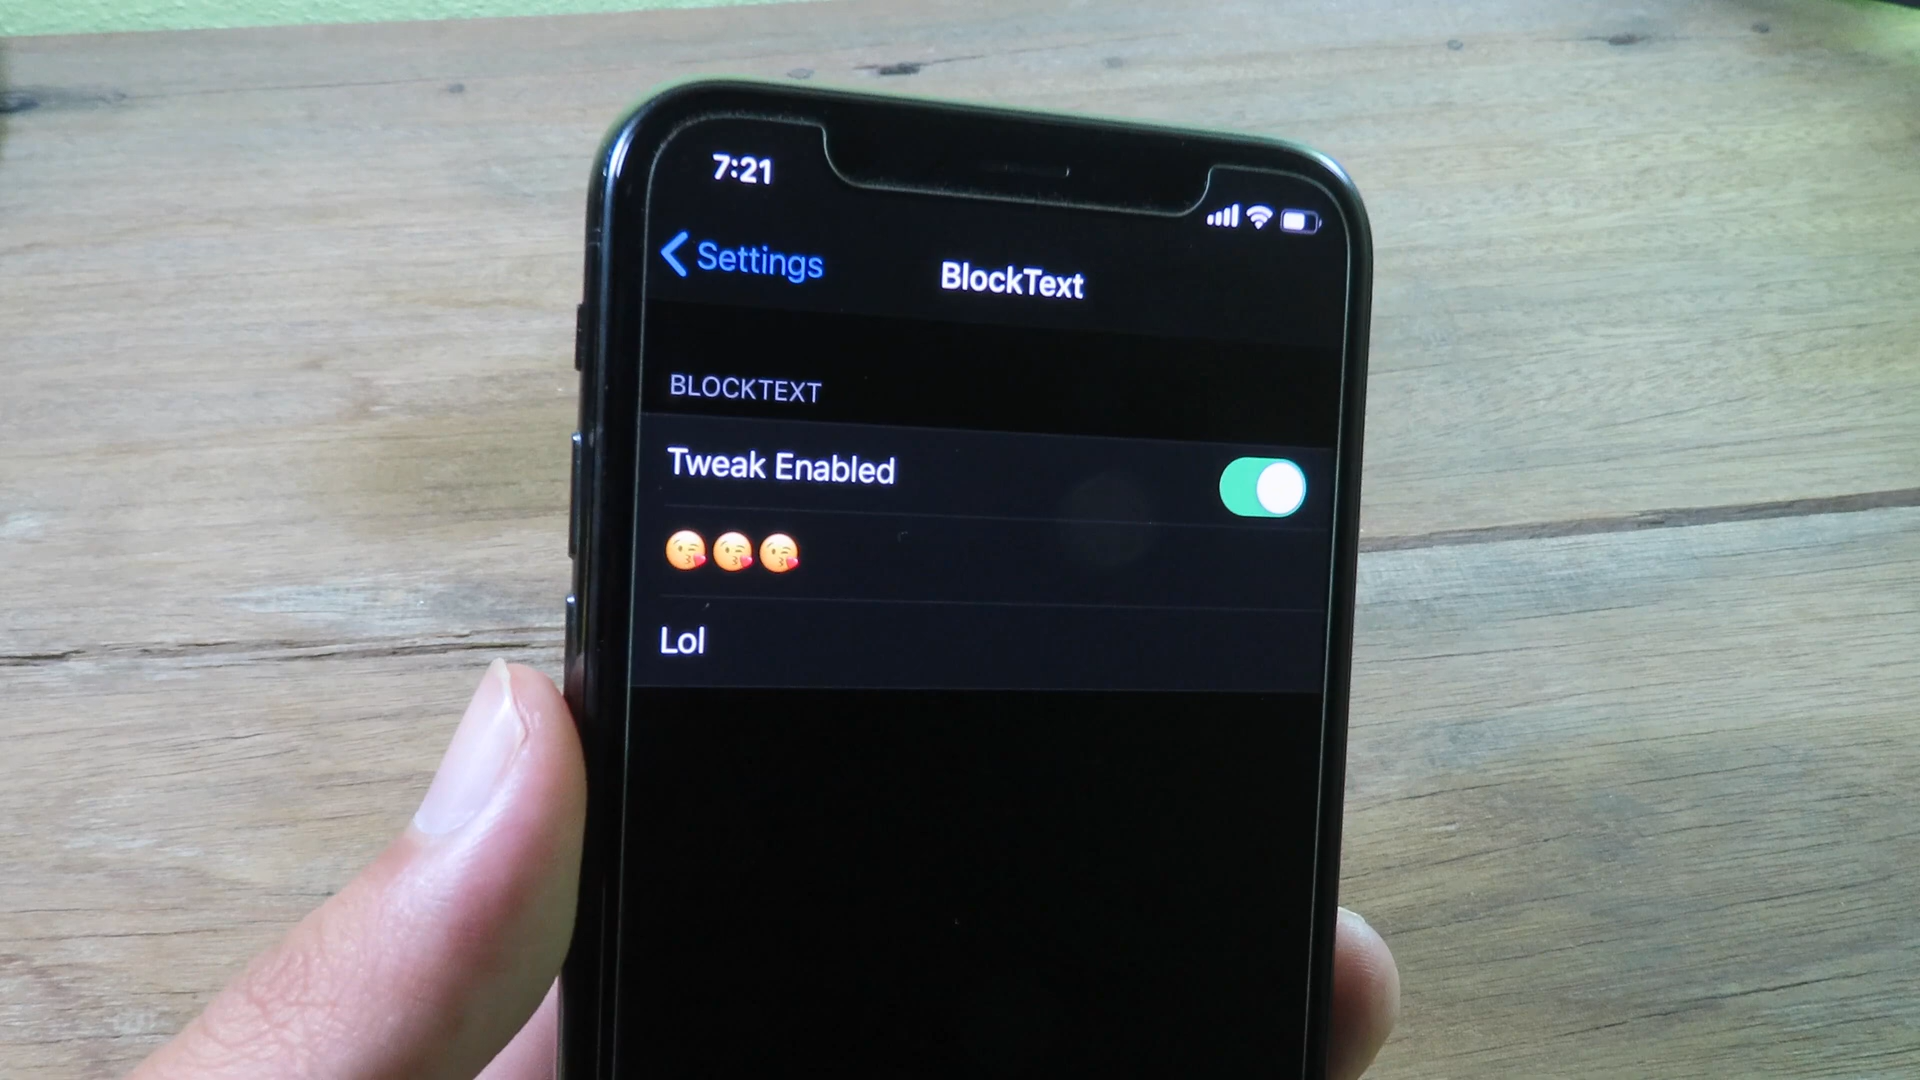 7:21
Settings
BlockText
BLOCKTEXT
Tweak Enabled
😘😘😘
Lol